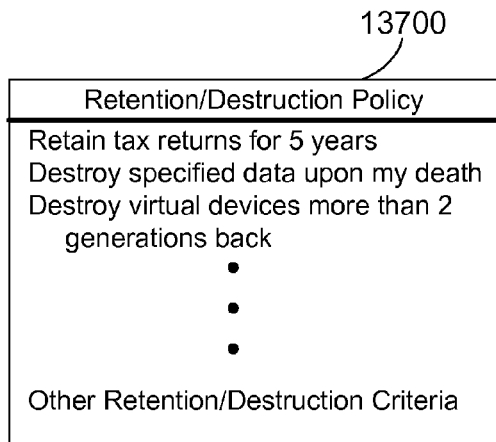 13700
Retention/Destruction Policy
Retain tax returns for 5 years
Destroy specified data upon my death
Destroy virtual devices more than 2
generations back
Other Retention/Destruction Criteria